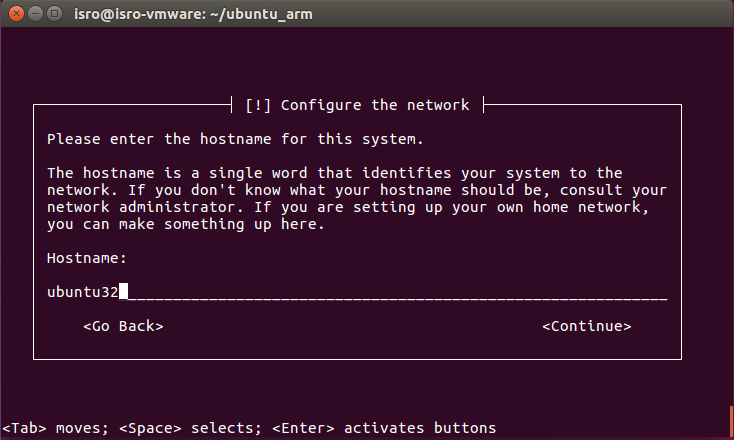 isro@isro-vmware: ~/ubuntu_arm
[!] Configure the network
Please enter the hostname for this system.
The hostname is a single word that identifies your system to the
network. If you don't know what your hostname should be, consult your
network administrator. If you are setting up your own home network,
you can make something up here.
Hostname:
ubuntu32
<Go Back> <Continue>
<Tab> moves; <Space> selects; <Enter> activates buttons